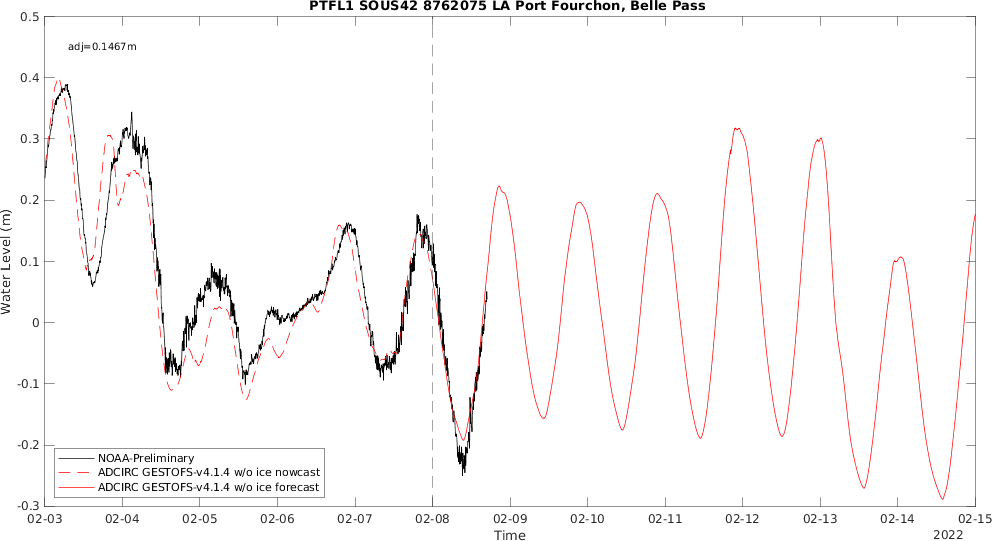 PTFL1 SOUS42 8762075 LA Port Fourchon, Belle Pass
adj=0.1467m
0.5
0.4
0.3
0.2
0.1
0
-0.1
-0.2
-0.3
Water Level (m)
NOAA-Preliminary
ADCIRC GESTOFS-v4.1.4 w/o ice nowcast
ADCIRC GESTOFS-v4.1.4 w/o ice forecast
02-03 02-04 02-05 02-06 02-07 02-08 02-09 02-10 02-11 02-12 02-13 02-14 02-15
Time
2022